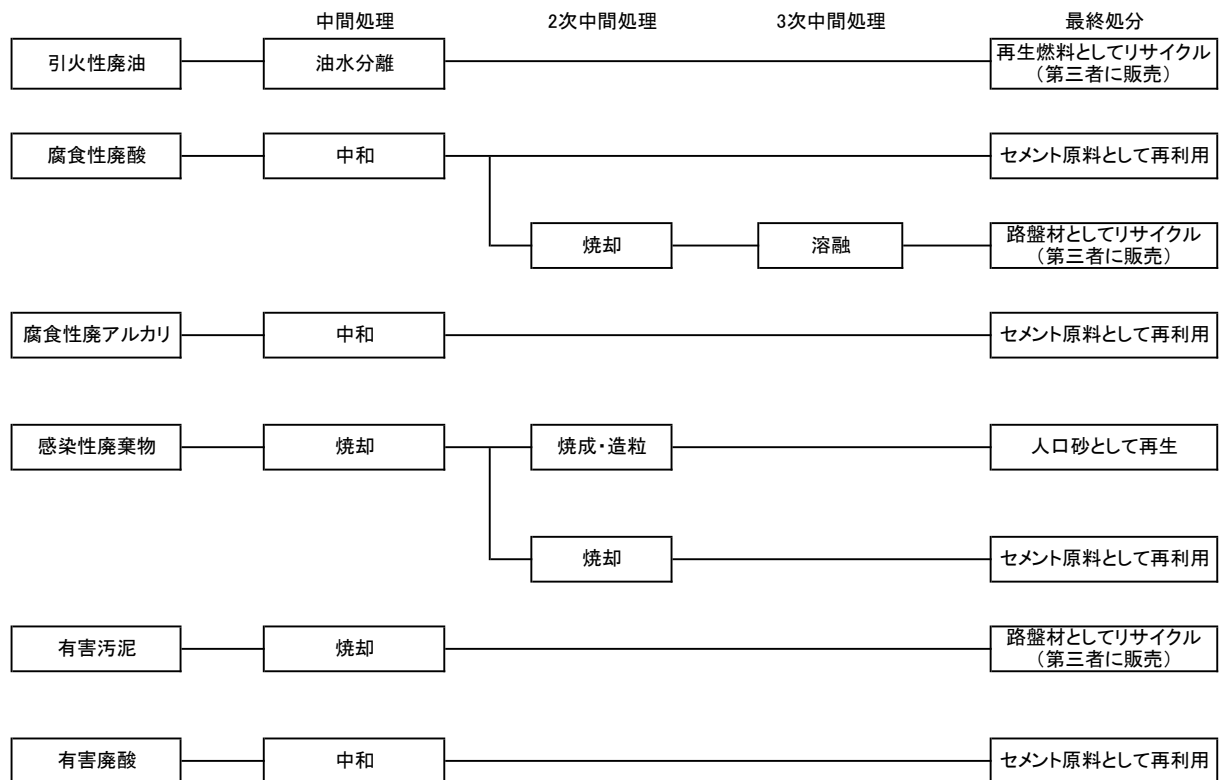 中間処理
2次中間処理
3次中間処理
最終処分
引火性廃油
油水分離
再生燃料としてリサイクル
(第三者に販売)
腐食性廃酸
中和
セメント原料として再利用
焼却
溶融
路盤材としてリサイクル
(第三者に販売)
腐食性廃アルカリ
中和
セメント原料として再利用
感染性廃棄物
焼却
焼成・造粒
人口砂として再生
焼却
セメント原料として再利用
有害汚泥
焼却
路盤材としてリサイクル
(第三者に販売)
有害廃酸
中和
セメント原料として再利用